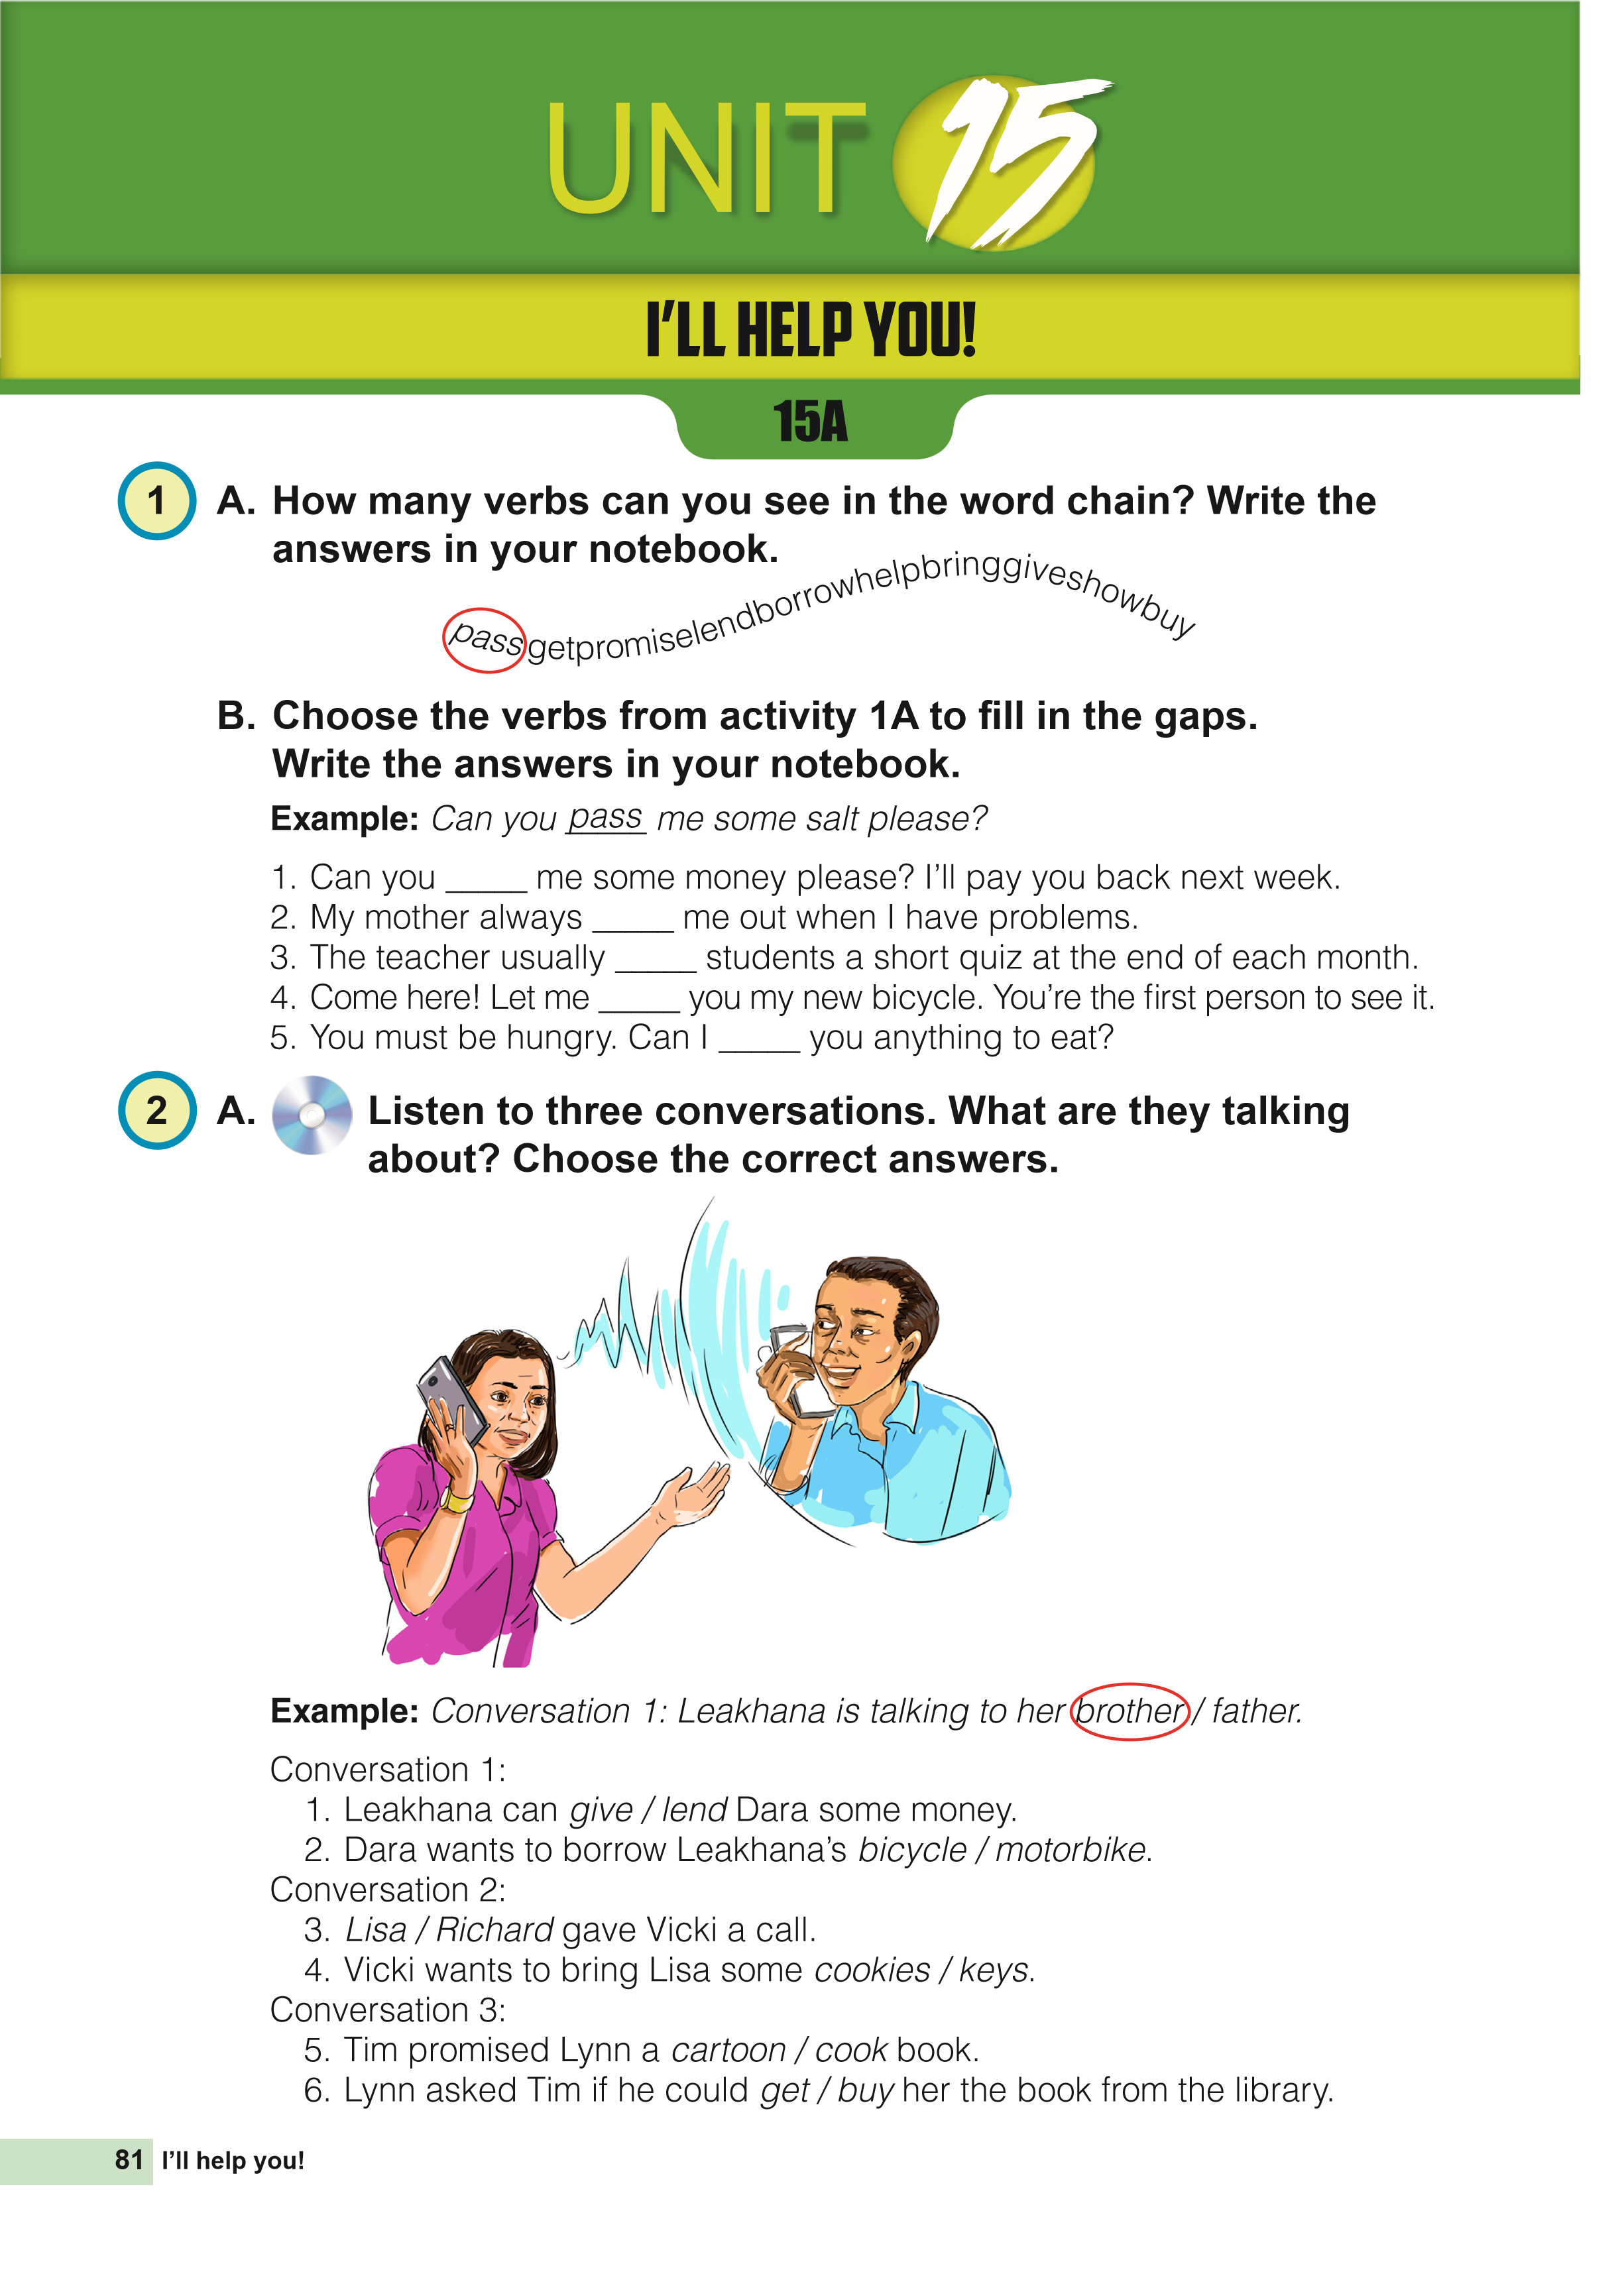 UNIT 15
I'LL HELP YOU!
15A
1 A. How many verbs can you see in the word chain? Write the
answers in your notebook.
passgetpromiselendborrowhelpbringgiveshowbuy
B. Choose the verbs from activity 1A to fill in the gaps.
Write the answers in your notebook.
Example: Can you pass me some salt please?
1. Can you _____ me some money please? I'll pay you back next week.
2. My mother always _____ me out when I have problems.
3. The teacher usually _____ students a short quiz at the end of each month.
4. Come here! Let me _____ you my new bicycle. You're the first person to see it.
5. You must be hungry. Can I _____ you anything to eat?
2 A. Listen to three conversations. What are they talking
about? Choose the correct answers.
Example: Conversation 1: Leakhana is talking to her brother / father.
Conversation 1:
1. Leakhana can give / lend Dara some money.
2. Dara wants to borrow Leakhana's bicycle / motorbike.
Conversation 2:
3. Lisa / Richard gave Vicki a call.
4. Vicki wants to bring Lisa some cookies / keys.
Conversation 3:
5. Tim promised Lynn a cartoon / cook book.
6. Lynn asked Tim if he could get / buy her the book from the library.
81 I'll help you!